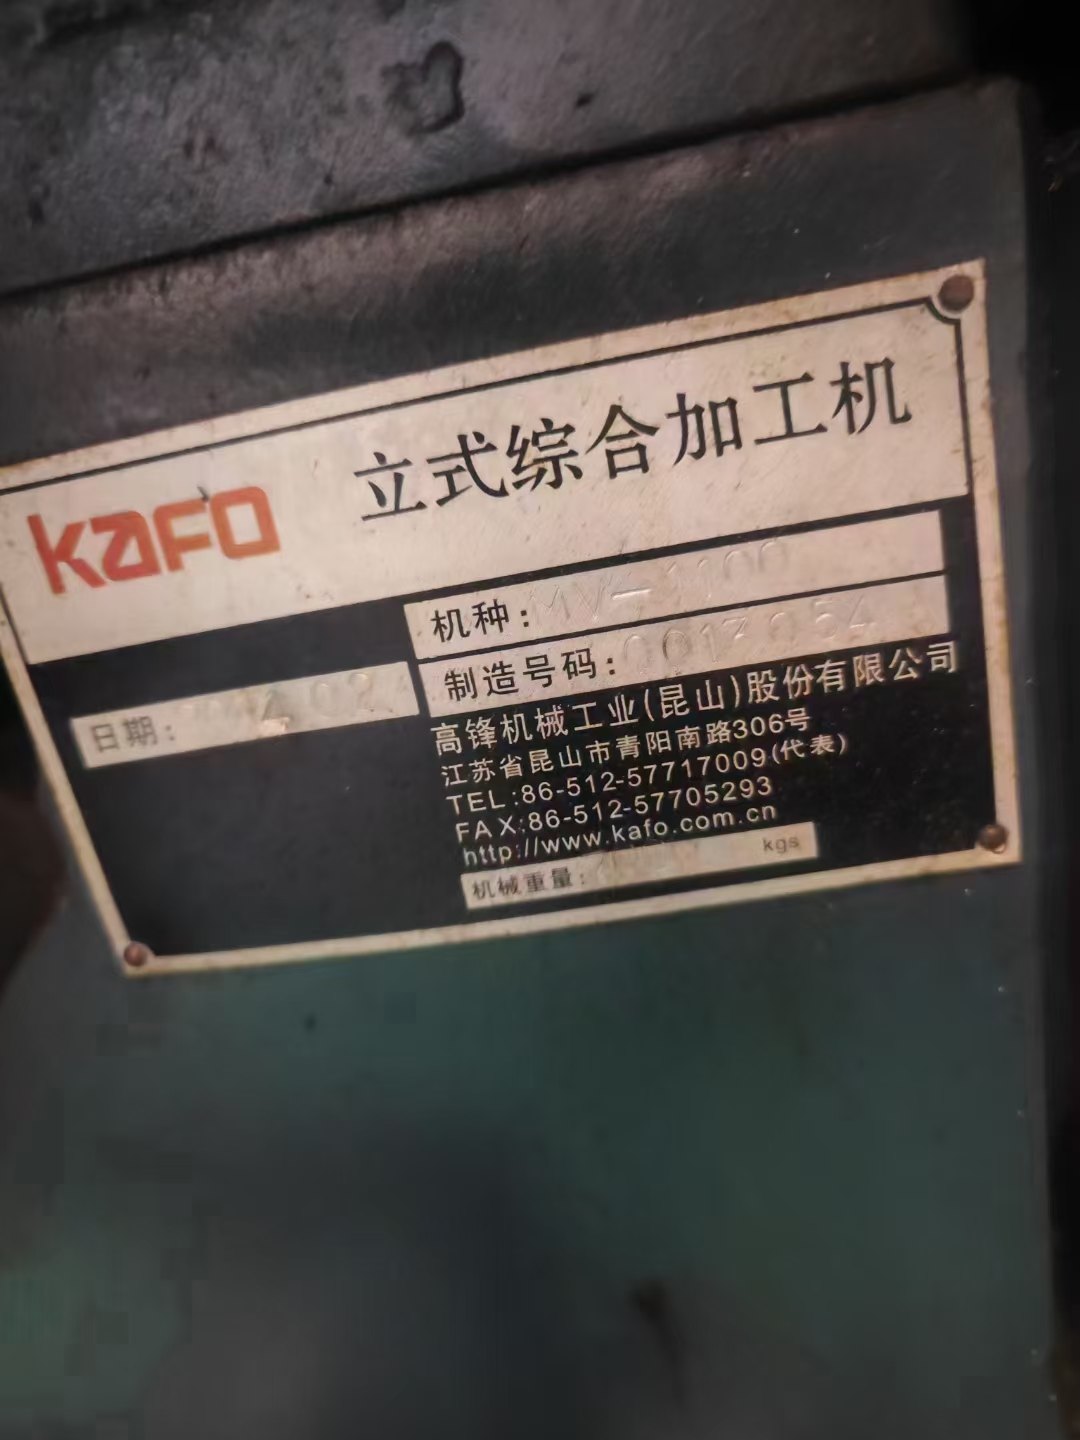 KAFO
立式综合加工机
机种:MV-1100
制造号码:
日期:
高锋机械工业(昆山)股份有限公司
江苏省昆山市青阳南路306号
TEL:86-512-57717009(代表)
FAX:86-512-57705293
http://www.kafo.com.cn
机械重量: kgs